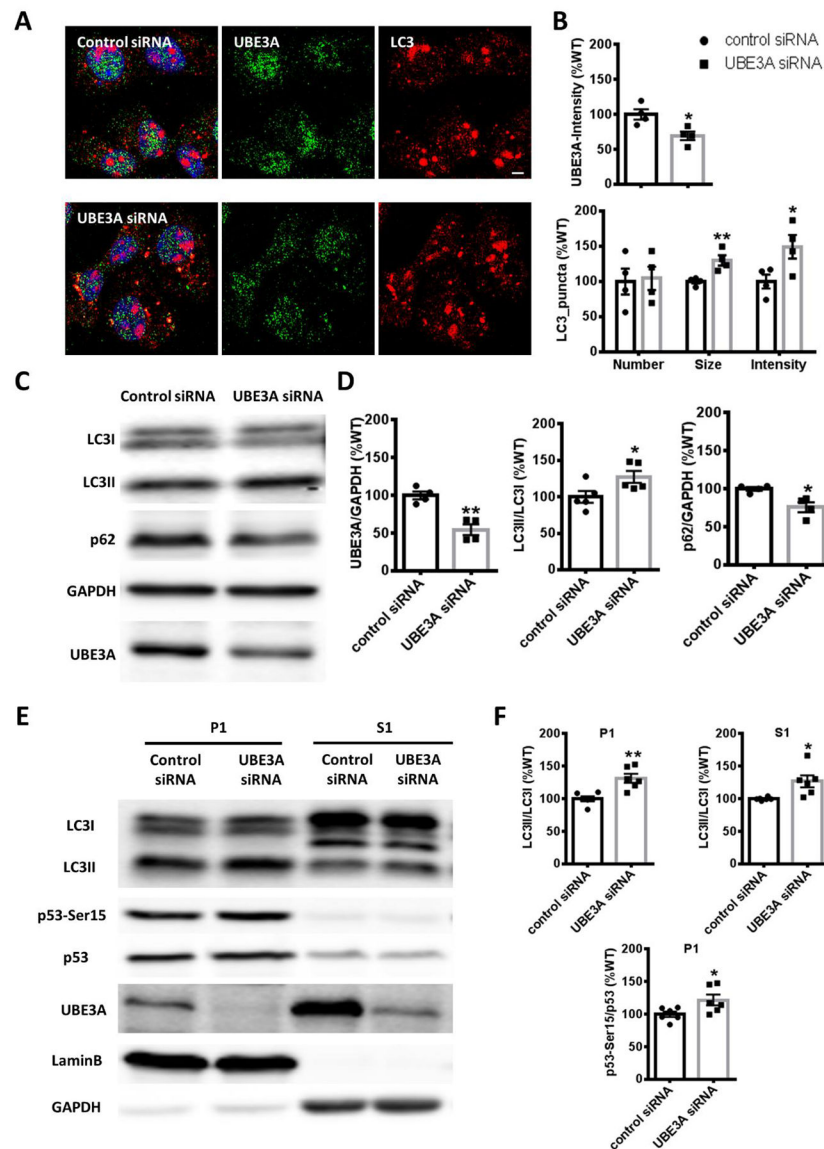 A
Control siRNA
UBE3A
LC3
UBE3A siRNA
B
UBE3A-Intensity (%WT)
200
150
100
50
0
control siRNA
UBE3A siRNA
*
LC3_puncta (%WT)
200
150
100
50
0
**
*
Number
Size
Intensity
C
Control siRNA
UBE3A siRNA
LC3I
LC3II
p62
GAPDH
UBE3A
D
UBE3A/GAPDH (%WT)
200
150
100
50
0
**
control siRNA
UBE3A siRNA
LC3II/LC3I (%WT)
200
150
100
50
0
*
control siRNA
UBE3A siRNA
p62/GAPDH (%WT)
200
150
100
50
0
*
control siRNA
UBE3A siRNA
E
P1
S1
Control
siRNA
UBE3A
siRNA
Control
siRNA
UBE3A
siRNA
LC3I
LC3II
p53-Ser15
p53
UBE3A
LaminB
GAPDH
F
P1
LC3II/LC3I (%WT)
200
150
100
50
0
**
control siRNA
UBE3A siRNA
S1
LC3II/LC3I (%WT)
200
150
100
50
0
*
control siRNA
UBE3A siRNA
P1
p53-Ser15/p53 (%WT)
200
150
100
50
0
*
control siRNA
UBE3A siRNA